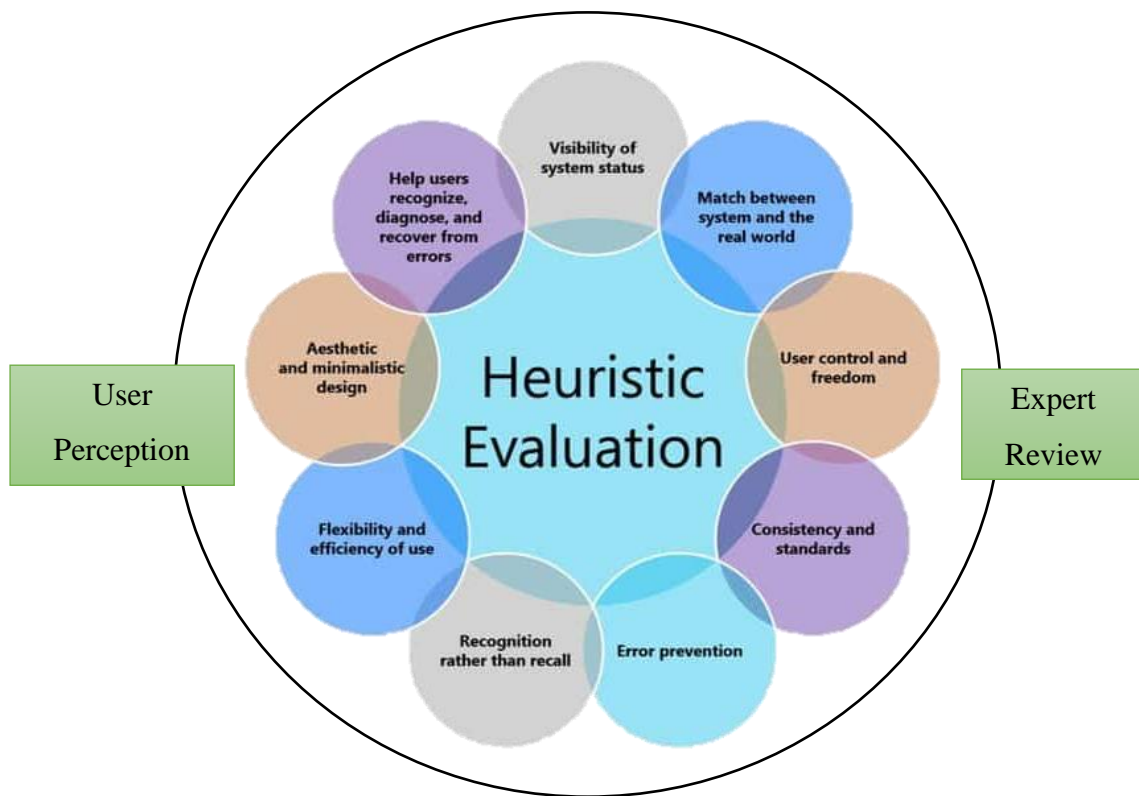 Visibility of
system status
Match between
system and the
real world
User control and
freedom
Consistency and
standards
Error prevention
Recognition
rather than recall
Flexibility and
efficiency of use
Aesthetic
and minimalistic
design
Help users
recognize,
diagnose, and
recover from
errors
Heuristic
Evaluation
User
Perception
Expert
Review